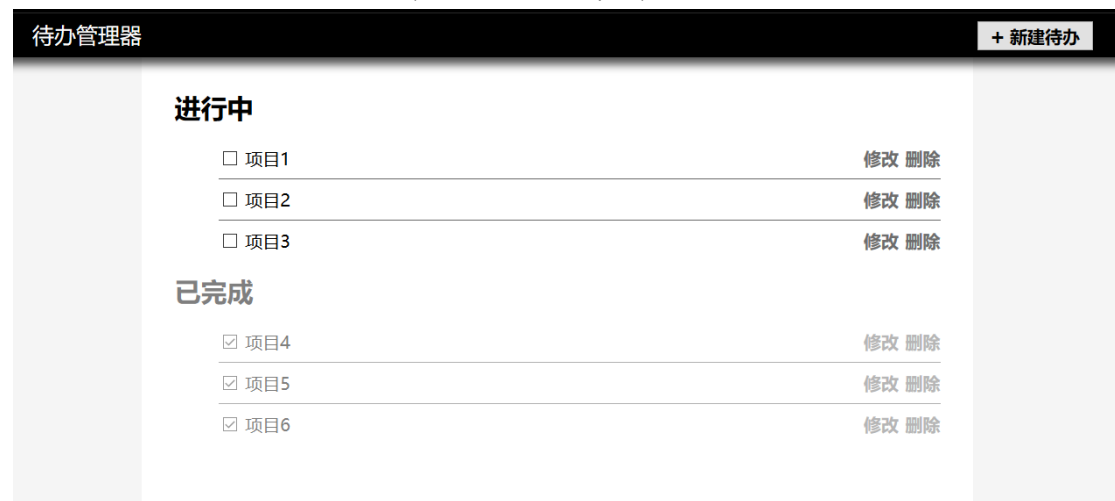 待办管理器 + 新建待办
进行中
项目1 修改 删除
项目2 修改 删除
项目3 修改 删除
已完成
项目4 修改 删除
项目5 修改 删除
项目6 修改 删除